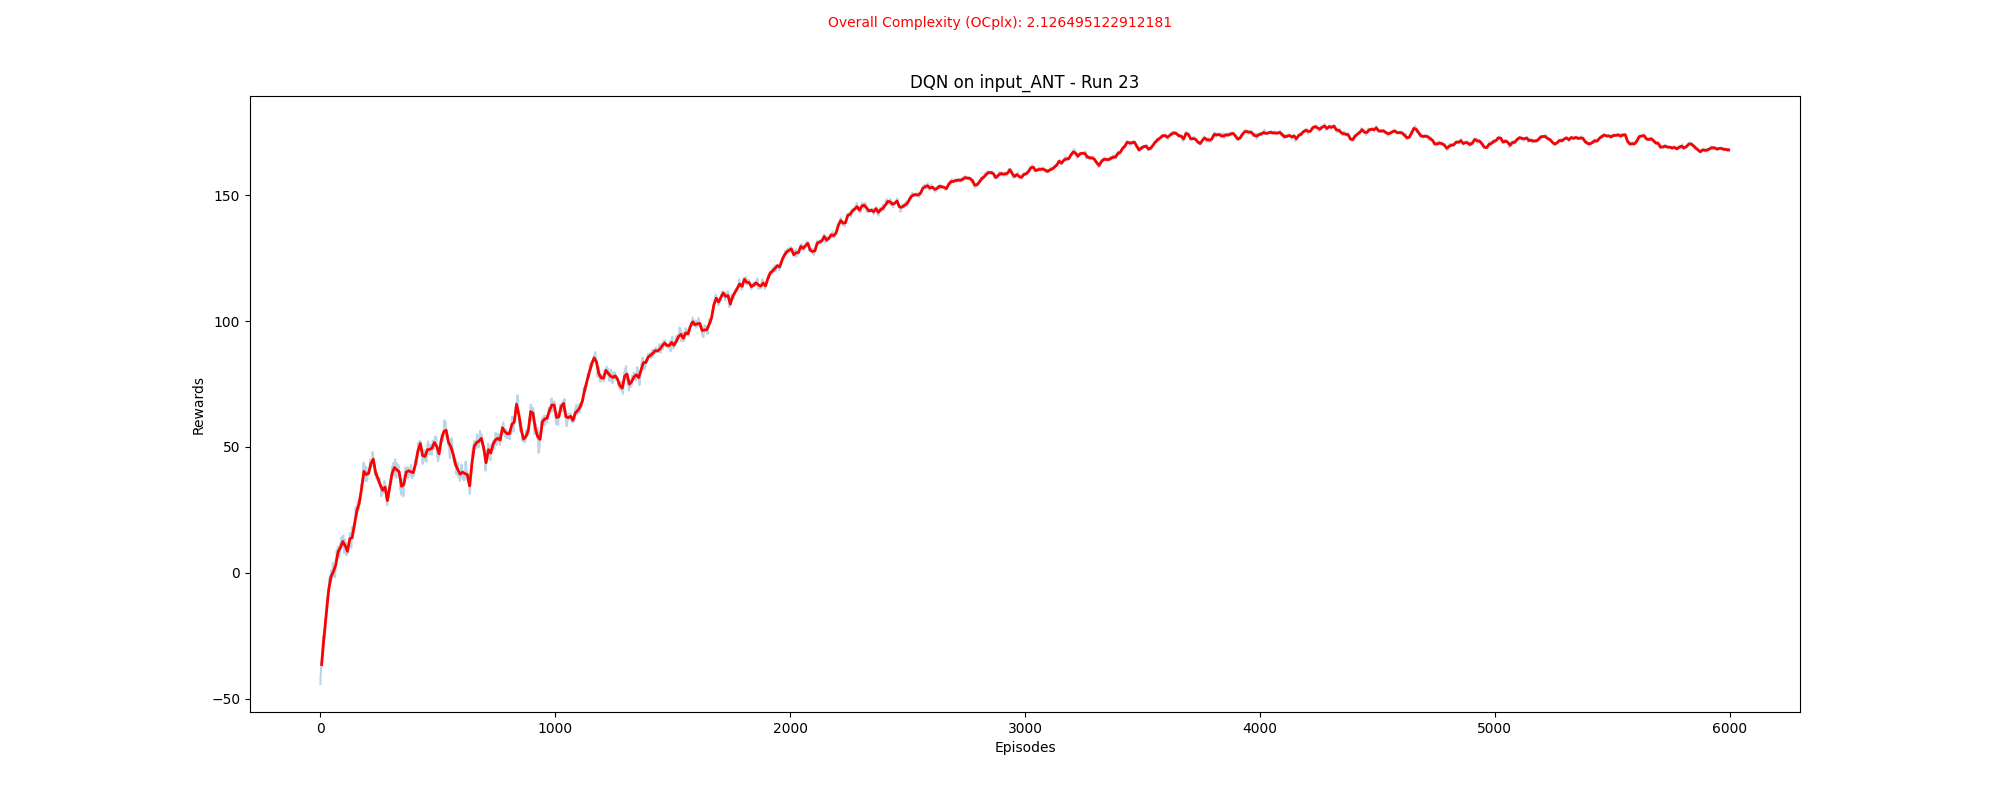 Overall Complexity (OCplx): 2.126495122912181
DQN on input_ANT - Run 23
Rewards
150
100
50
0
−50
0 1000 2000 3000 4000 5000 6000
Episodes